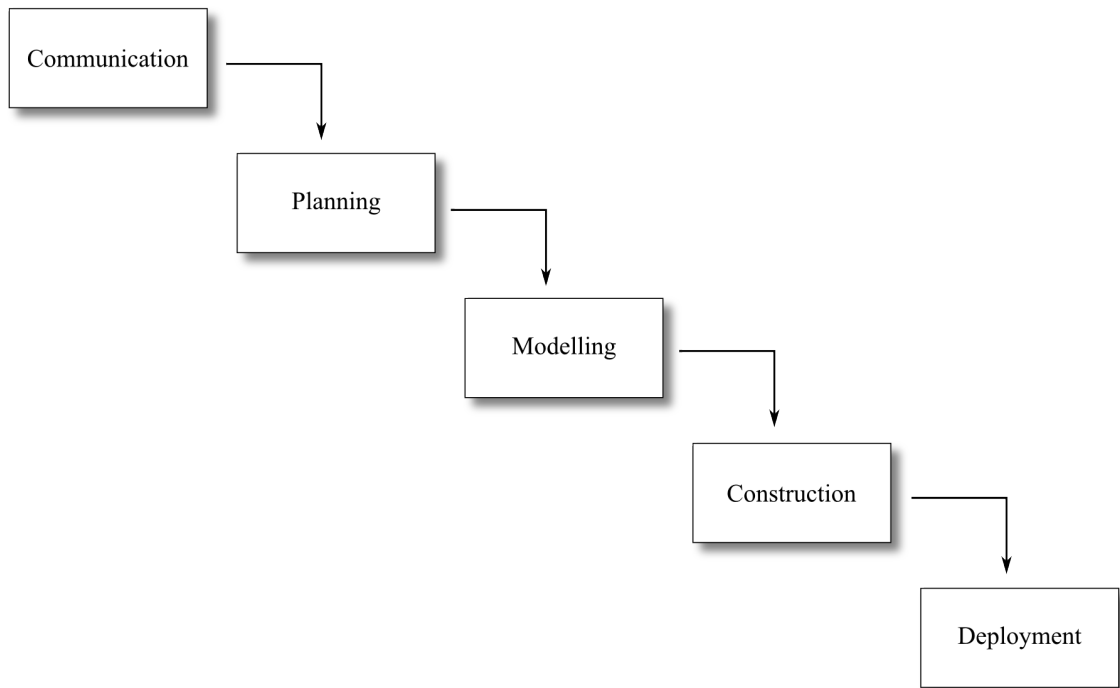 Communication
Planning
Modelling
Construction
Deployment